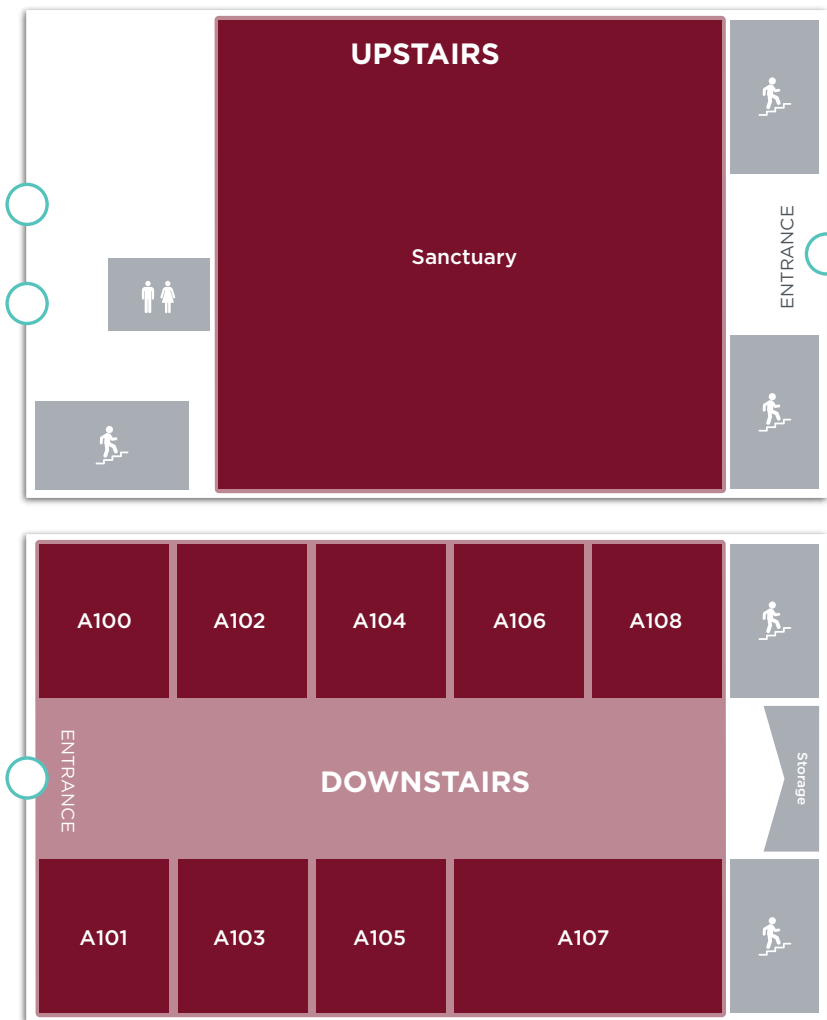 UPSTAIRS
Sanctuary
ENTRANCE
A100
A102
A104
A106
A108
ENTRANCE
DOWNSTAIRS
Storage
A101
A103
A105
A107